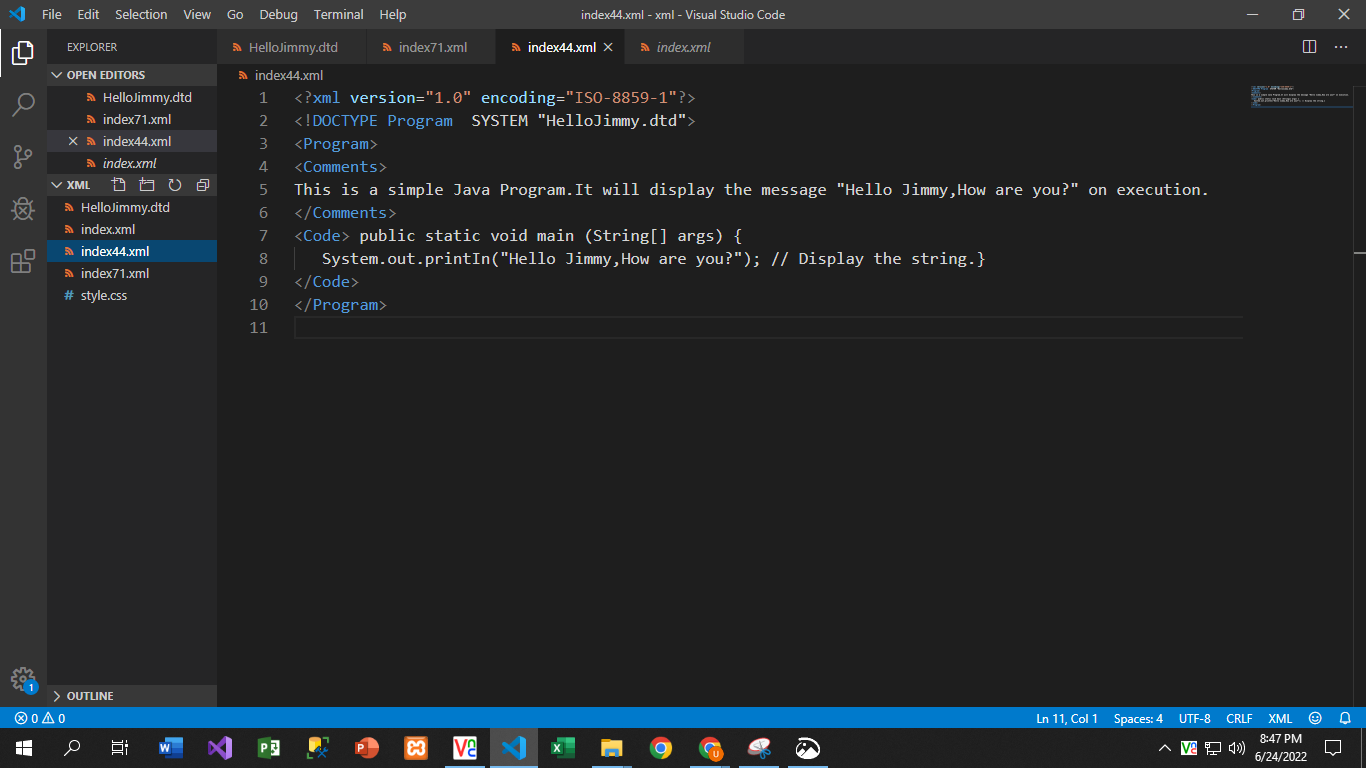 File Edit Selection View Go Debug Terminal Help index44.xml - xml - Visual Studio Code
EXPLORER
HelloJimmy.dtd index71.xml index44.xml index.xml
OPEN EDITORS
HelloJimmy.dtd
index71.xml
index44.xml
index.xml
XML
HelloJimmy.dtd
index.xml
index44.xml
index71.xml
# style.css
OUTLINE
1
index44.xml
1 <?xml version="1.0" encoding="ISO-8859-1"?>
2 <!DOCTYPE Program  SYSTEM "HelloJimmy.dtd">
3 <Program>
4 <Comments>
5 This is a simple Java Program.It will display the message "Hello Jimmy,How are you?" on execution.
6 </Comments>
7 <Code> public static void main (String[] args) {
8    System.out.printIn("Hello Jimmy,How are you?"); // Display the string.}
9 </Code>
10 </Program>
11
0 0 Ln 11, Col 1 Spaces: 4 UTF-8 CRLF XML
8:47 PM
6/24/2022